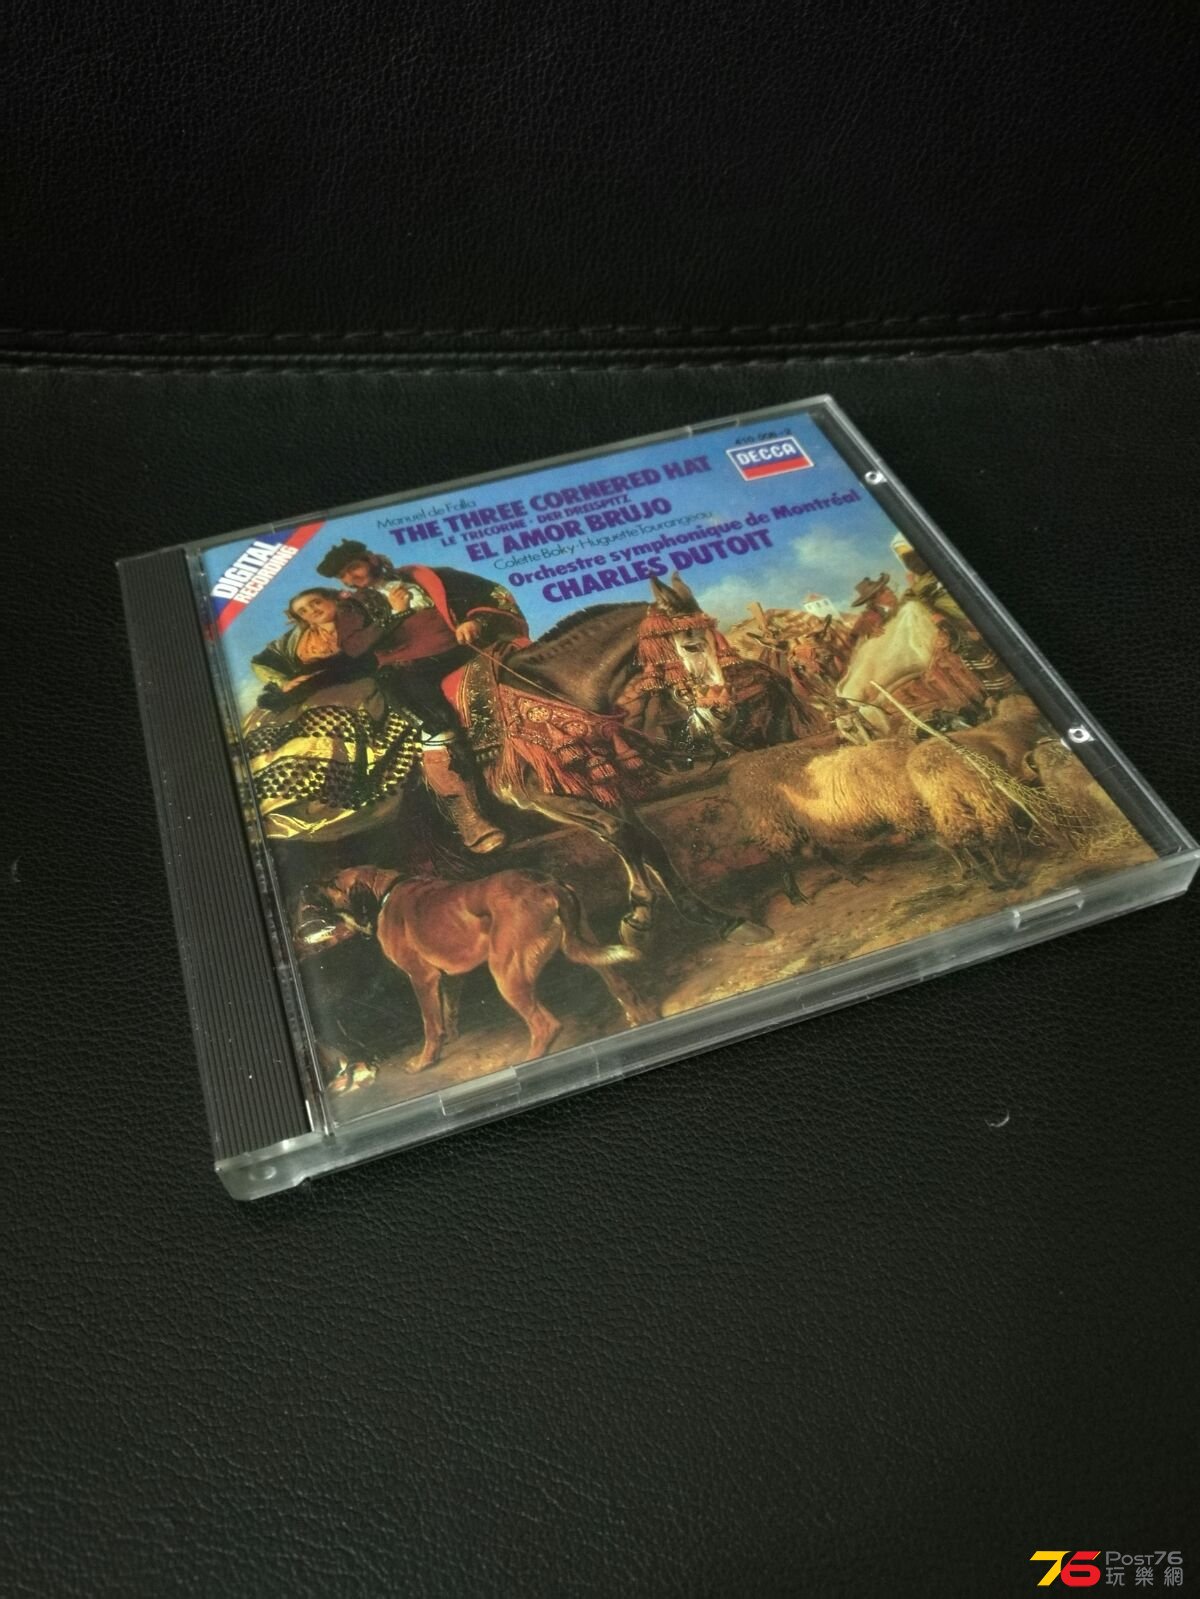 410 008-2
DECCA
DIGITAL
RECORDING
Manuel de Falla
THE THREE CORNERED HAT
LE TRICORNE · DER DREISPITZ
EL AMOR BRUJO
Colette Boky · Huguette Tourangeau
Orchestre symphonique de Montréal
CHARLES DUTOIT
76 POST76
玩樂網